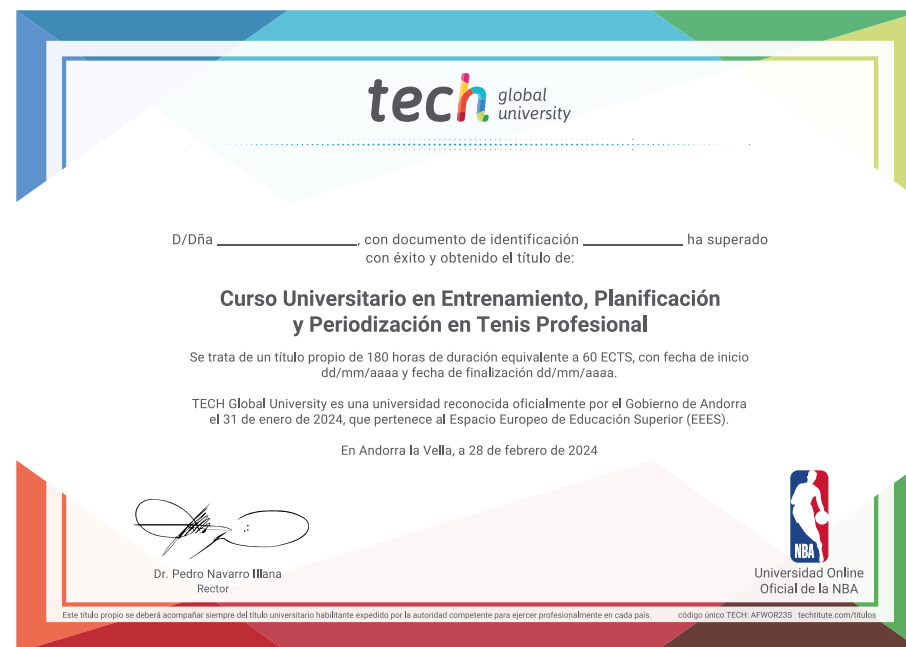 tech global
university
D/Dña ____________________, con documento de identificación ______________ ha superado
con éxito y obtenido el título de:
Curso Universitario en Entrenamiento, Planificación
y Periodización en Tenis Profesional
Se trata de un título propio de 180 horas de duración equivalente a 60 ECTS, con fecha de inicio
dd/mm/aaaa y fecha de finalización dd/mm/aaaa.
TECH Global University es una universidad reconocida oficialmente por el Gobierno de Andorra
el 31 de enero de 2024, que pertenece al Espacio Europeo de Educación Superior (EEES).
En Andorra la Vella, a 28 de febrero de 2024
Dr. Pedro Navarro Illana
Rector
NBA
Universidad Online
Oficial de la NBA
Este título propio se deberá acompañar siempre del título universitario habilitante expedido por la autoridad competente para ejercer profesionalmente en cada país.
código único TECH: AFWOR23S techtitute.com/titulos